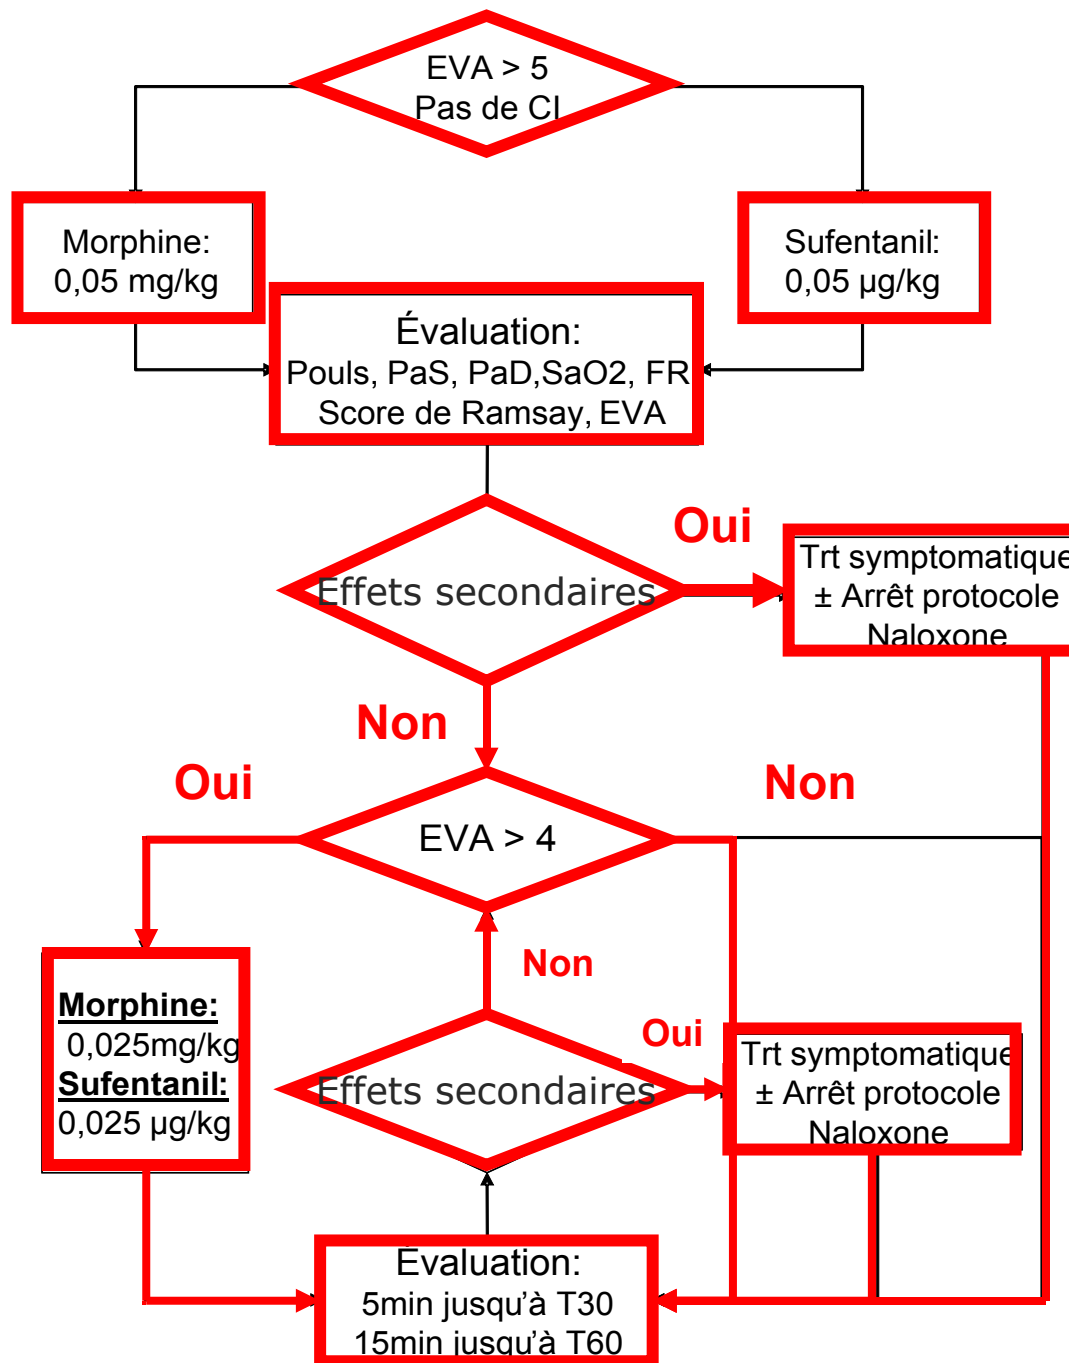 EVA > 5
Pas de CI
Morphine:
0,05 mg/kg
Sufentanil:
0,05 µg/kg
Évaluation:
Pouls, PaS, PaD,SaO2, FR
Score de Ramsay, EVA
Effets secondaires
Oui
Trt symptomatique
± Arrêt protocole
Naloxone
Non
Oui
Non
EVA > 4
Morphine:
0,025mg/kg
Sufentanil:
0,025 µg/kg
Non
Effets secondaires
Oui
Trt symptomatique
± Arrêt protocole
Naloxone
Évaluation:
5min jusqu’à T30
15min jusqu’à T60